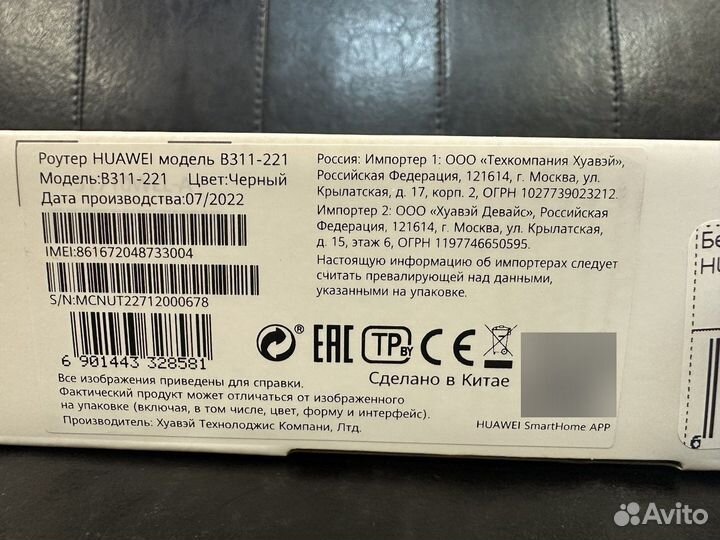 Роутер HUAWEI модель B311-221
Модель:B311-221 Цвет:Черный
Дата производства:07/2022
IMEI:861672048733004
S/N:MCNUT22712000678
6 901443 328581
Все изображения приведены для справки.
Фактический продукт может отличаться от изображенного
на упаковке (включая, в том числе, цвет, форму и интерфейс).
Производитель: Хуавэй Технолоджис Компани, Лтд.
Россия: Импортер 1: ООО «Техкомпания Хуавэй»,
Российская Федерация, 121614, г. Москва, ул.
Крылатская, д. 17, корп. 2, ОГРН 1027739023212.
Импортер 2: ООО «Хуавэй Девайс», Российская
Федерация, 121614, г. Москва, ул. Крылатская,
д. 15, этаж 6, ОГРН 1197746650595.
Настоящую информацию об импортерах следует
считать превалирующей над данными,
указанными на упаковке.
EAC TP BY CE
Сделано в Китае
HUAWEI SmartHome APP
6
Avito